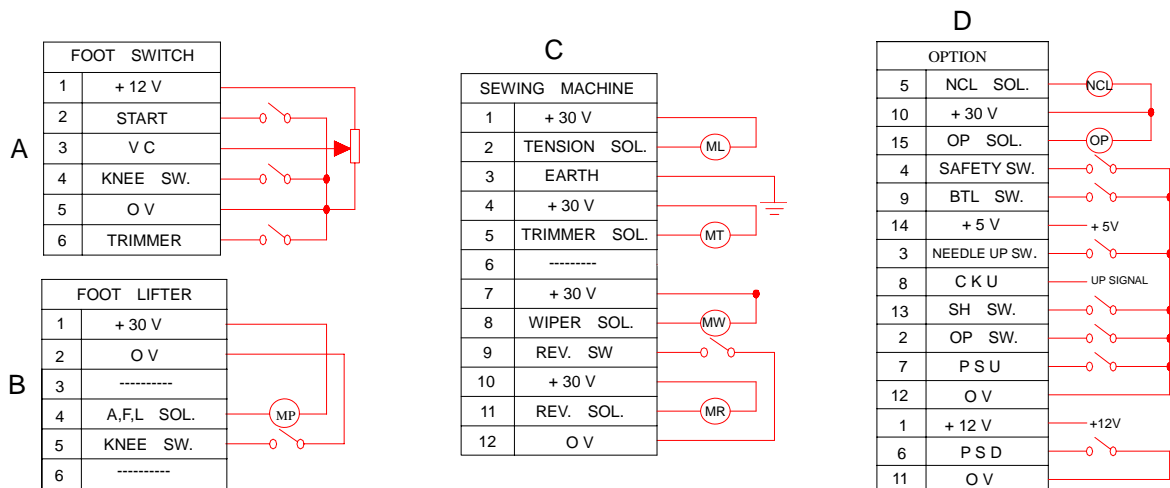 A
FOOT SWITCH
1 + 12 V
2 START
3 V C
4 KNEE SW.
5 O V
6 TRIMMER
B
FOOT LIFTER
1 + 30 V
2 O V
3 ----------
4 A,F,L SOL. MP
5 KNEE SW.
6 ----------
C
SEWING MACHINE
1 + 30 V
2 TENSION SOL. ML
3 EARTH
4 + 30 V
5 TRIMMER SOL. MT
6 ---------
7 + 30 V
8 WIPER SOL. MW
9 REV. SW
10 + 30 V
11 REV. SOL. MR
12 O V
D
OPTION
5 NCL SOL. NCL
10 + 30 V
15 OP SOL. OP
4 SAFETY SW.
9 BTL SW.
14 + 5 V + 5V
3 NEEDLE UP SW.
8 C K U UP SIGNAL
13 SH SW.
2 OP SW.
7 P S U
12 O V
1 + 12 V +12V
6 P S D
11 O V